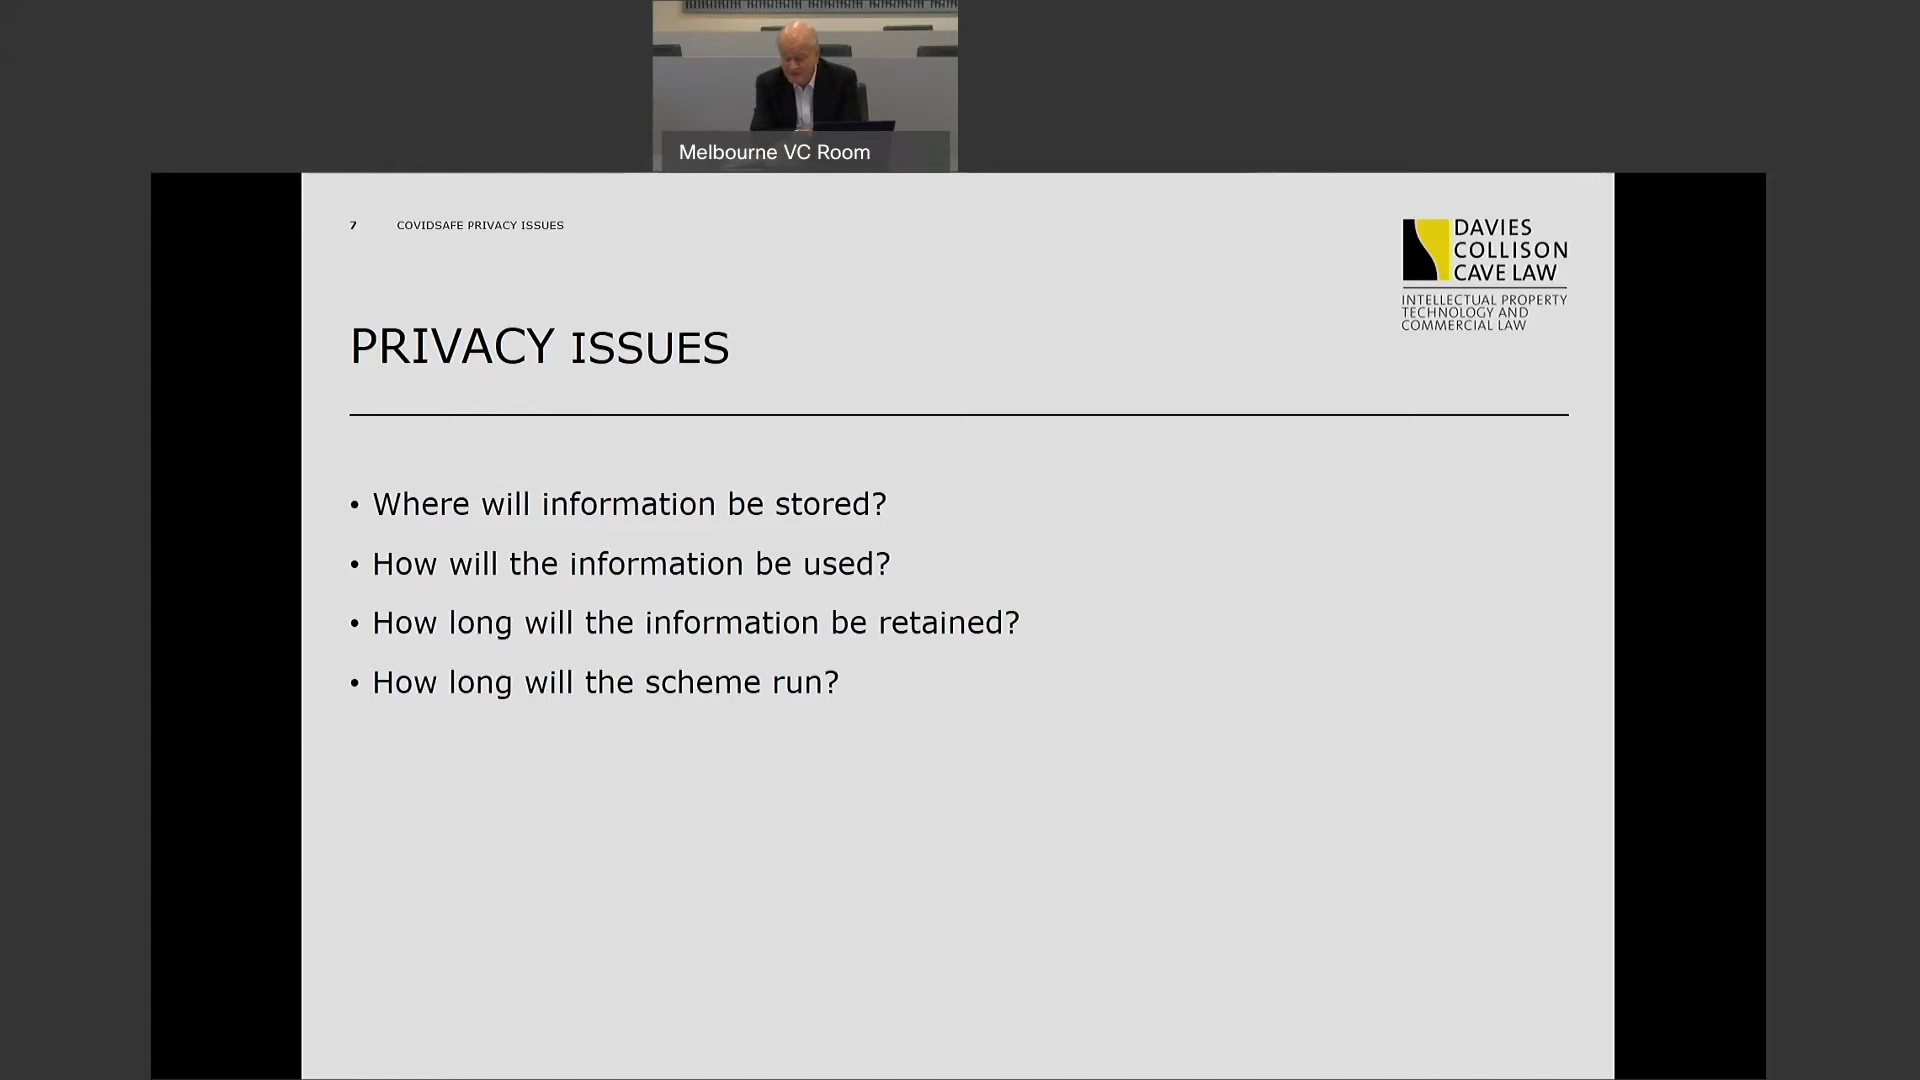 Melbourne VC Room
7 COVIDSAFE PRIVACY ISSUES
DAVIES
COLLISON
CAVE LAW
INTELLECTUAL PROPERTY
TECHNOLOGY AND
COMMERCIAL LAW
PRIVACY ISSUES
• Where will information be stored?
• How will the information be used?
• How long will the information be retained?
• How long will the scheme run?